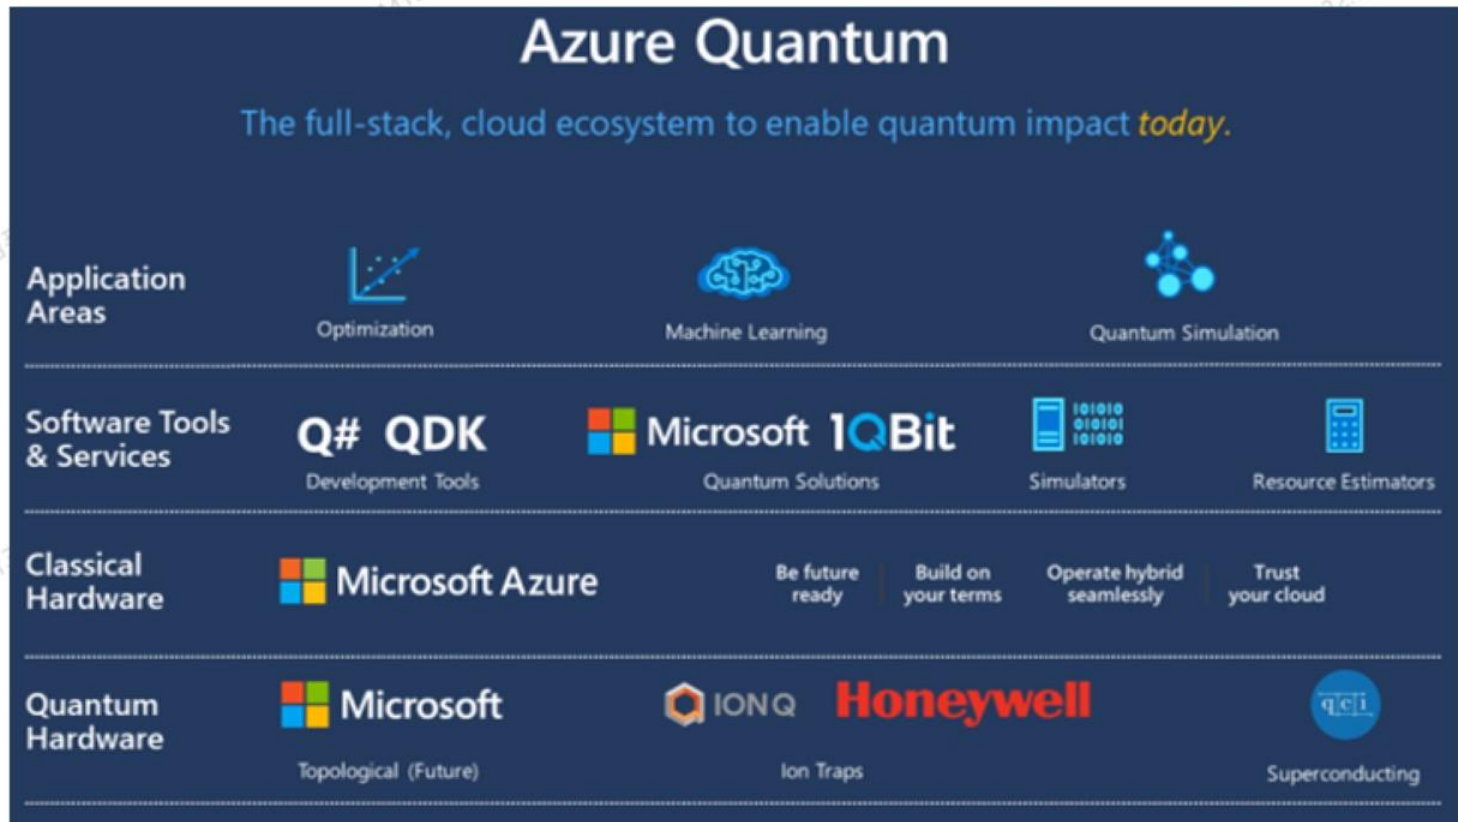 Azure Quantum
The full-stack, cloud ecosystem to enable quantum impact today.
Application
Areas
Optimization
Machine Learning
Quantum Simulation
Software Tools
& Services
Q# QDK
Development Tools
Microsoft 1QBit
Quantum Solutions
101010
010101
101010
Simulators
Resource Estimators
Classical
Hardware
Microsoft Azure
Be future
ready
Build on
your terms
Operate hybrid
seamlessly
Trust
your cloud
Quantum
Hardware
Microsoft
Topological (Future)
IONQ Honeywell
Ion Traps
qci
Superconducting